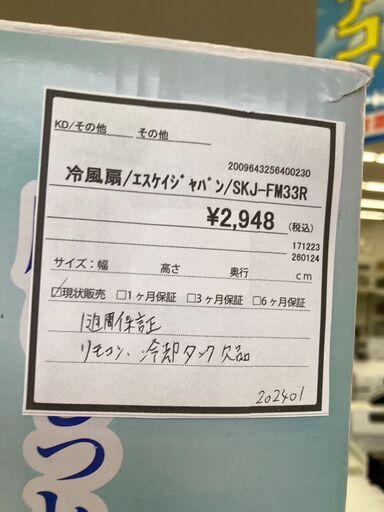 KD/その他 その他
2009643256400230
冷風扇/ｴｽｹｲｼﾞｬﾊﾟﾝ/SKJ-FM33R
¥2,948 (税込)
171223
260124
サイズ:幅 高さ 奥行 cm
☑現状販売 □1ヶ月保証 □3ヶ月保証 □6ヶ月保証
1週間保証
リモコン、冷却タンク欠品
202401